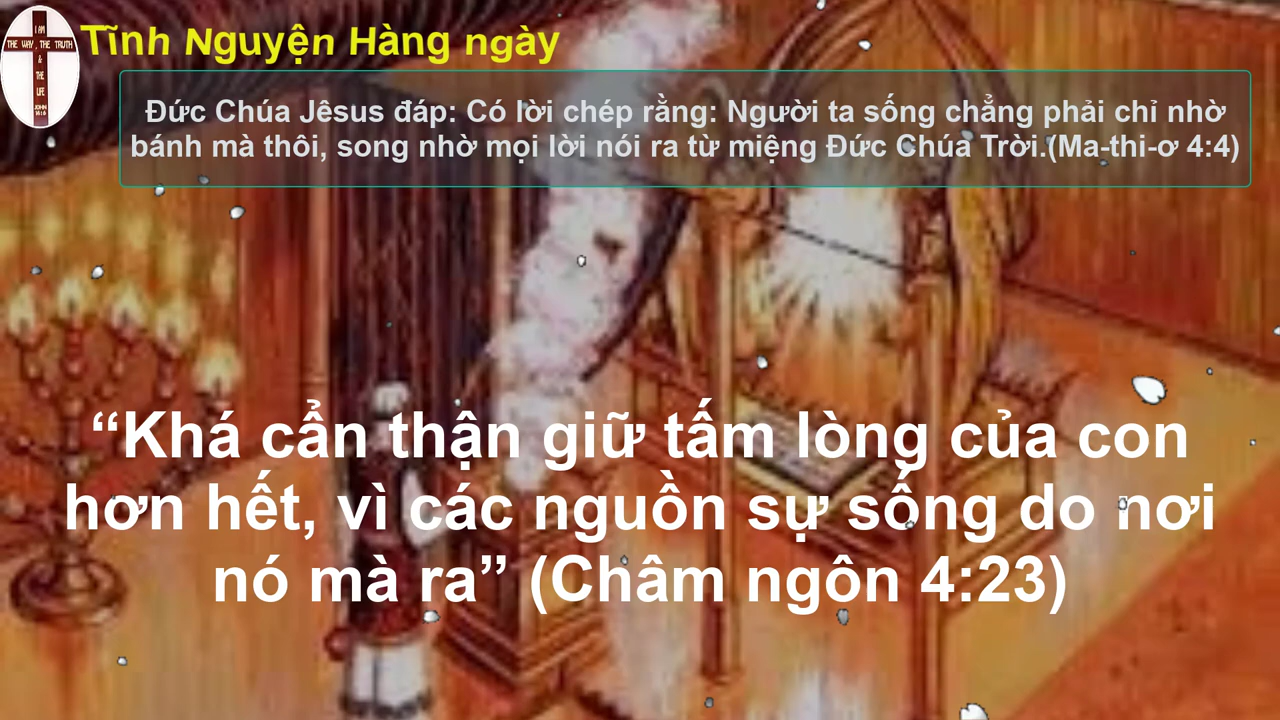 I AM
THE WAY, THE TRUTH
&
THE
LIFE
JOHN
14:6
Tĩnh Nguyện Hàng ngày
Đức Chúa Jêsus đáp: Có lời chép rằng: Người ta sống chẳng phải chỉ nhờ
bánh mà thôi, song nhờ mọi lời nói ra từ miệng Đức Chúa Trời.(Ma-thi-ơ 4:4)
“Khá cẩn thận giữ tấm lòng của con
hơn hết, vì các nguồn sự sống do nơi
nó mà ra” (Châm ngôn 4:23)